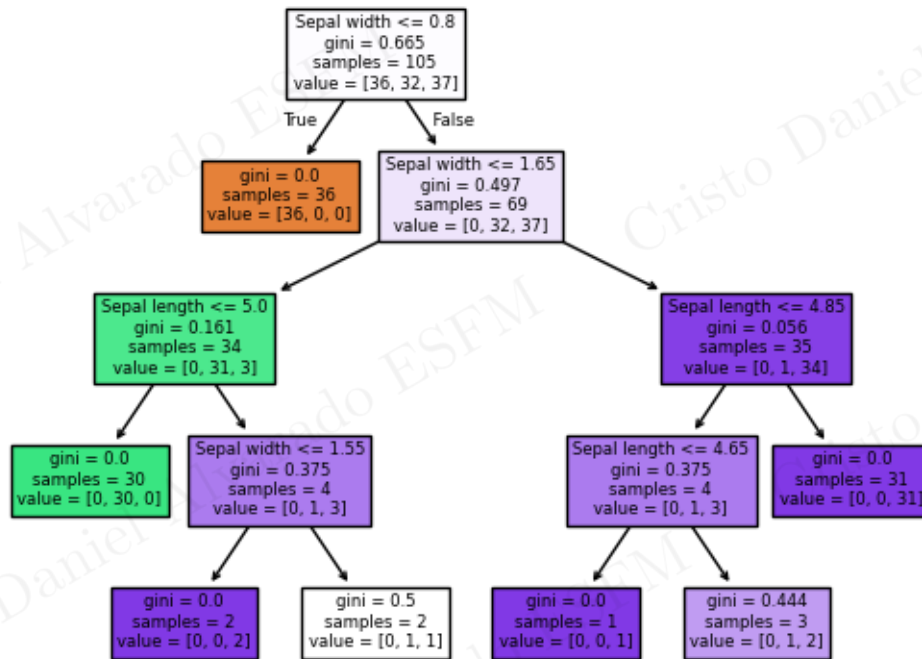 Sepal width <= 0.8
gini = 0.665
samples = 105
value = [36, 32, 37]
True
False
gini = 0.0
samples = 36
value = [36, 0, 0]
Sepal width <= 1.65
gini = 0.497
samples = 69
value = [0, 32, 37]
Sepal length <= 5.0
gini = 0.161
samples = 34
value = [0, 31, 3]
Sepal length <= 4.85
gini = 0.056
samples = 35
value = [0, 1, 34]
gini = 0.0
samples = 30
value = [0, 30, 0]
Sepal width <= 1.55
gini = 0.375
samples = 4
value = [0, 1, 3]
Sepal length <= 4.65
gini = 0.375
samples = 4
value = [0, 1, 3]
gini = 0.0
samples = 31
value = [0, 0, 31]
gini = 0.0
samples = 2
value = [0, 0, 2]
gini = 0.5
samples = 2
value = [0, 1, 1]
gini = 0.0
samples = 1
value = [0, 0, 1]
gini = 0.444
samples = 3
value = [0, 1, 2]
Alvarado ESFM
Cristo Daniel
Daniel Alvarado ESFM
Cristo
ESFM